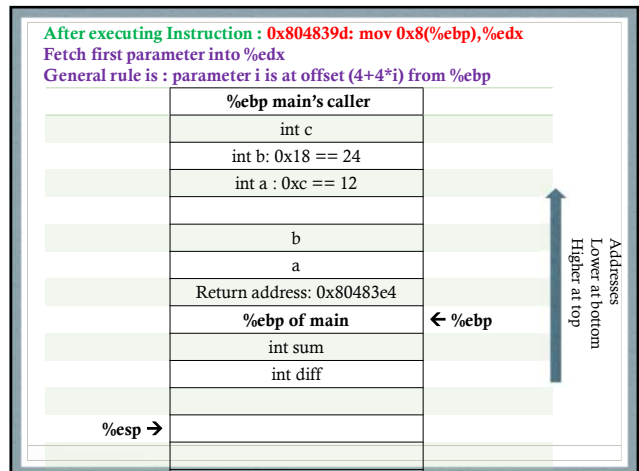 After executing Instruction : 0x804839d: mov 0x8(%ebp),%edx
Fetch first parameter into %edx
General rule is : parameter i is at offset (4+4*i) from %ebp
%ebp main's caller
int c
int b: 0x18 == 24
int a : 0xc == 12
b
a
Return address: 0x80483e4
%ebp of main ← %ebp
int sum
int diff
%esp →
Addresses
Lower at bottom
Higher at top